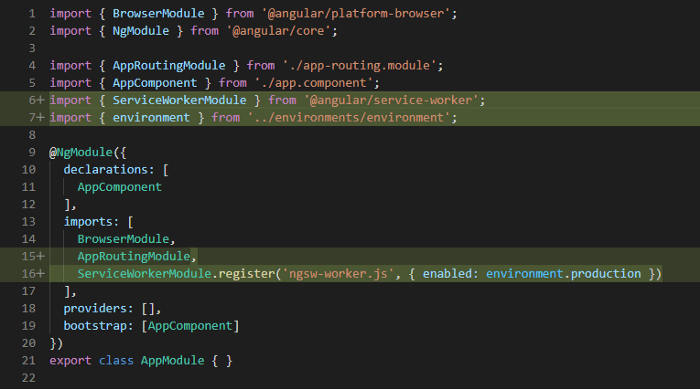 1 import { BrowserModule } from '@angular/platform-browser';
2 import { NgModule } from '@angular/core';
3
4 import { AppRoutingModule } from './app-routing.module';
5 import { AppComponent } from './app.component';
6+ import { ServiceWorkerModule } from '@angular/service-worker';
7+ import { environment } from '../environments/environment';
8
9 @NgModule({
10   declarations: [
11     AppComponent
12   ],
13   imports: [
14     BrowserModule,
15+     AppRoutingModule,
16+     ServiceWorkerModule.register('ngsw-worker.js', { enabled: environment.production })
17   ],
18   providers: [],
19   bootstrap: [AppComponent]
20 })
21 export class AppModule { }
22